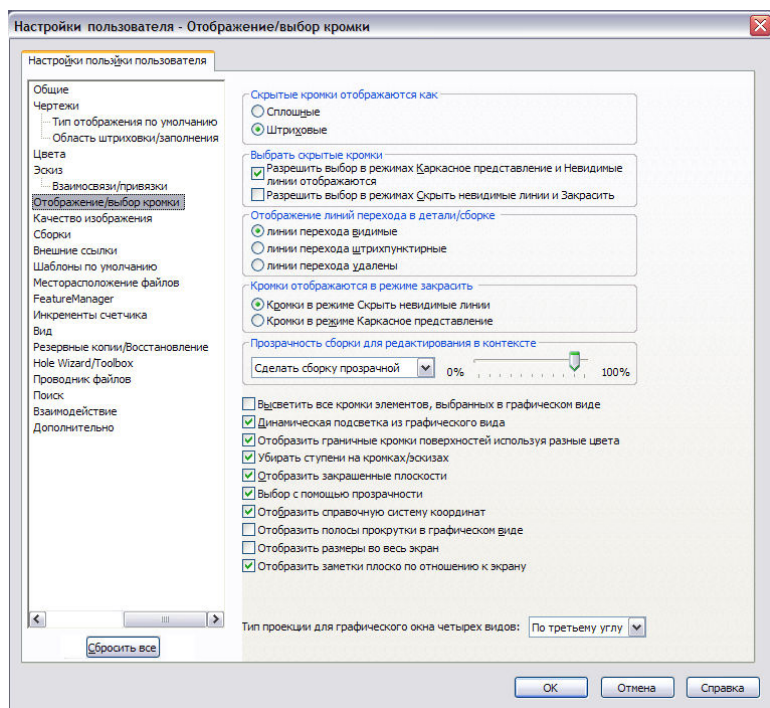 Настройки пользователя - Отображение/выбор кромки
Настройки пользьйки пользователя
Общие
Чертежи
Тип отображения по умолчанию
Область штриховки/заполнения
Цвета
Эскиз
Взаимосвязи/привязки
Отображение/выбор кромки
Качество изображения
Сборки
Внешние ссылки
Шаблоны по умолчанию
Месторасположение файлов
FeatureManager
Инкременты счетчика
Вид
Резервные копии/Восстановление
Hole Wizard/Toolbox
Проводник файлов
Поиск
Взаимодействие
Дополнительно
Сбросить все
Скрытые кромки отображаются как
Сплошные
Штриховые
Выбрать скрытые кромки
Разрешить выбор в режимах Каркасное представление и Невидимые
линии отображаются
Разрешить выбор в режимах Скрыть невидимые линии и Закрасить
Отображение линий перехода в детали/сборке
линии перехода видимые
линии перехода штрихпунктирные
линии перехода удалены
Кромки отображаются в режиме закрасить
Кромки в режиме Скрыть невидимые линии
Кромки в режиме Каркасное представление
Прозрачность сборки для редактирования в контексте
Сделать сборку прозрачной 0% 100%
Высветить все кромки элементов, выбранных в графическом виде
Динамическая подсветка из графического вида
Отобразить граничные кромки поверхностей используя разные цвета
Убирать ступени на кромках/эскизах
Отобразить закрашенные плоскости
Выбор с помощью прозрачности
Отобразить справочную систему координат
Отобразить полосы прокрутки в графическом виде
Отобразить размеры во весь экран
Отобразить заметки плоско по отношению к экрану
Тип проекции для графического окна четырех видов: По третьему углу
OK Отмена Справка